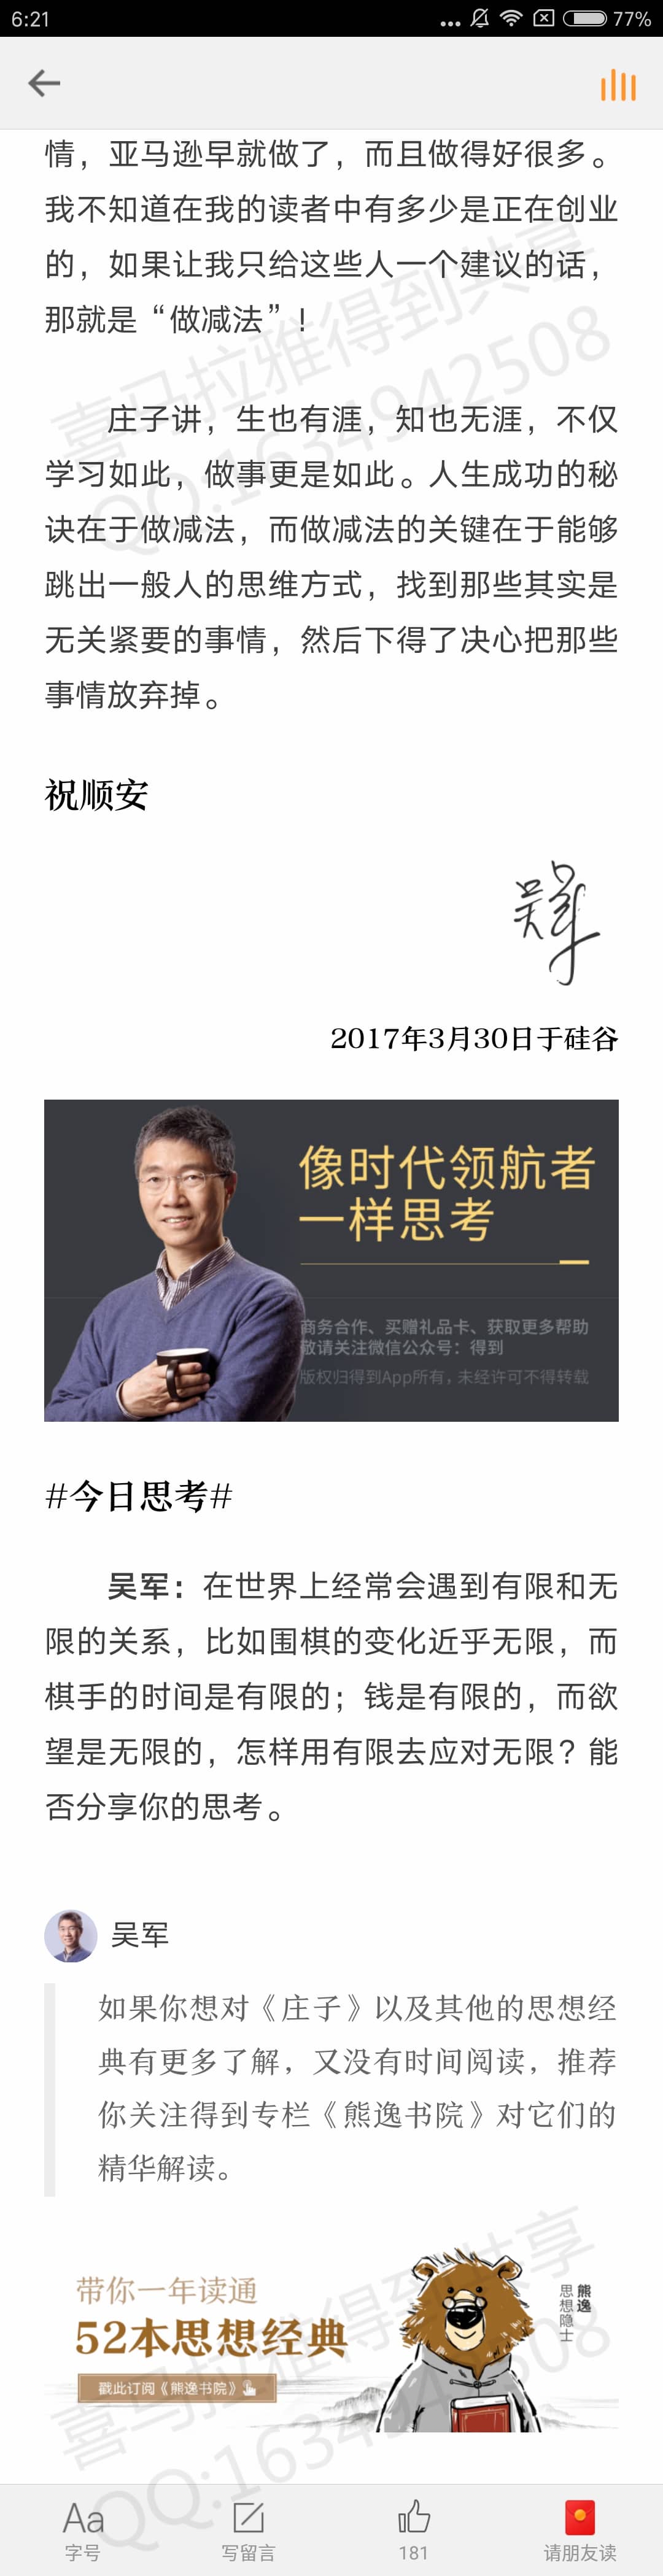 6:21
77%
情，亚马逊早就做了，而且做得好很多。
我不知道在我的读者中有多少是正在创业
的，如果让我只给这些人一个建议的话，
那就是“做减法”！
喜马拉雅得到共享
QQ:1634942508
庄子讲，生也有涯，知也无涯，不仅
学习如此，做事更是如此。人生成功的秘
诀在于做减法，而做减法的关键在于能够
跳出一般人的思维方式，找到那些其实是
无关紧要的事情，然后下得了决心把那些
事情放弃掉。
祝顺安
吴军
2017年3月30日于硅谷
像时代领航者
一样思考
商务合作、买赠礼品卡、获取更多帮助
敬请关注微信公众号：得到
版权归得到App所有，未经许可不得转载
#今日思考#
吴军：在世界上经常会遇到有限和无
限的关系，比如围棋的变化近乎无限，而
棋手的时间是有限的；钱是有限的，而欲
望是无限的，怎样用有限去应对无限？能
否分享你的思考。
吴军
如果你想对《庄子》以及其他的思想经
典有更多了解，又没有时间阅读，推荐
你关注得到专栏《熊逸书院》对它们的
精华解读。
带你一年读通
52本思想经典
戳此订阅《熊逸书院》
熊逸
思想隐士
喜马拉雅得到共享
QQ:1634942508
Aa
字号
写留言
181
请朋友读